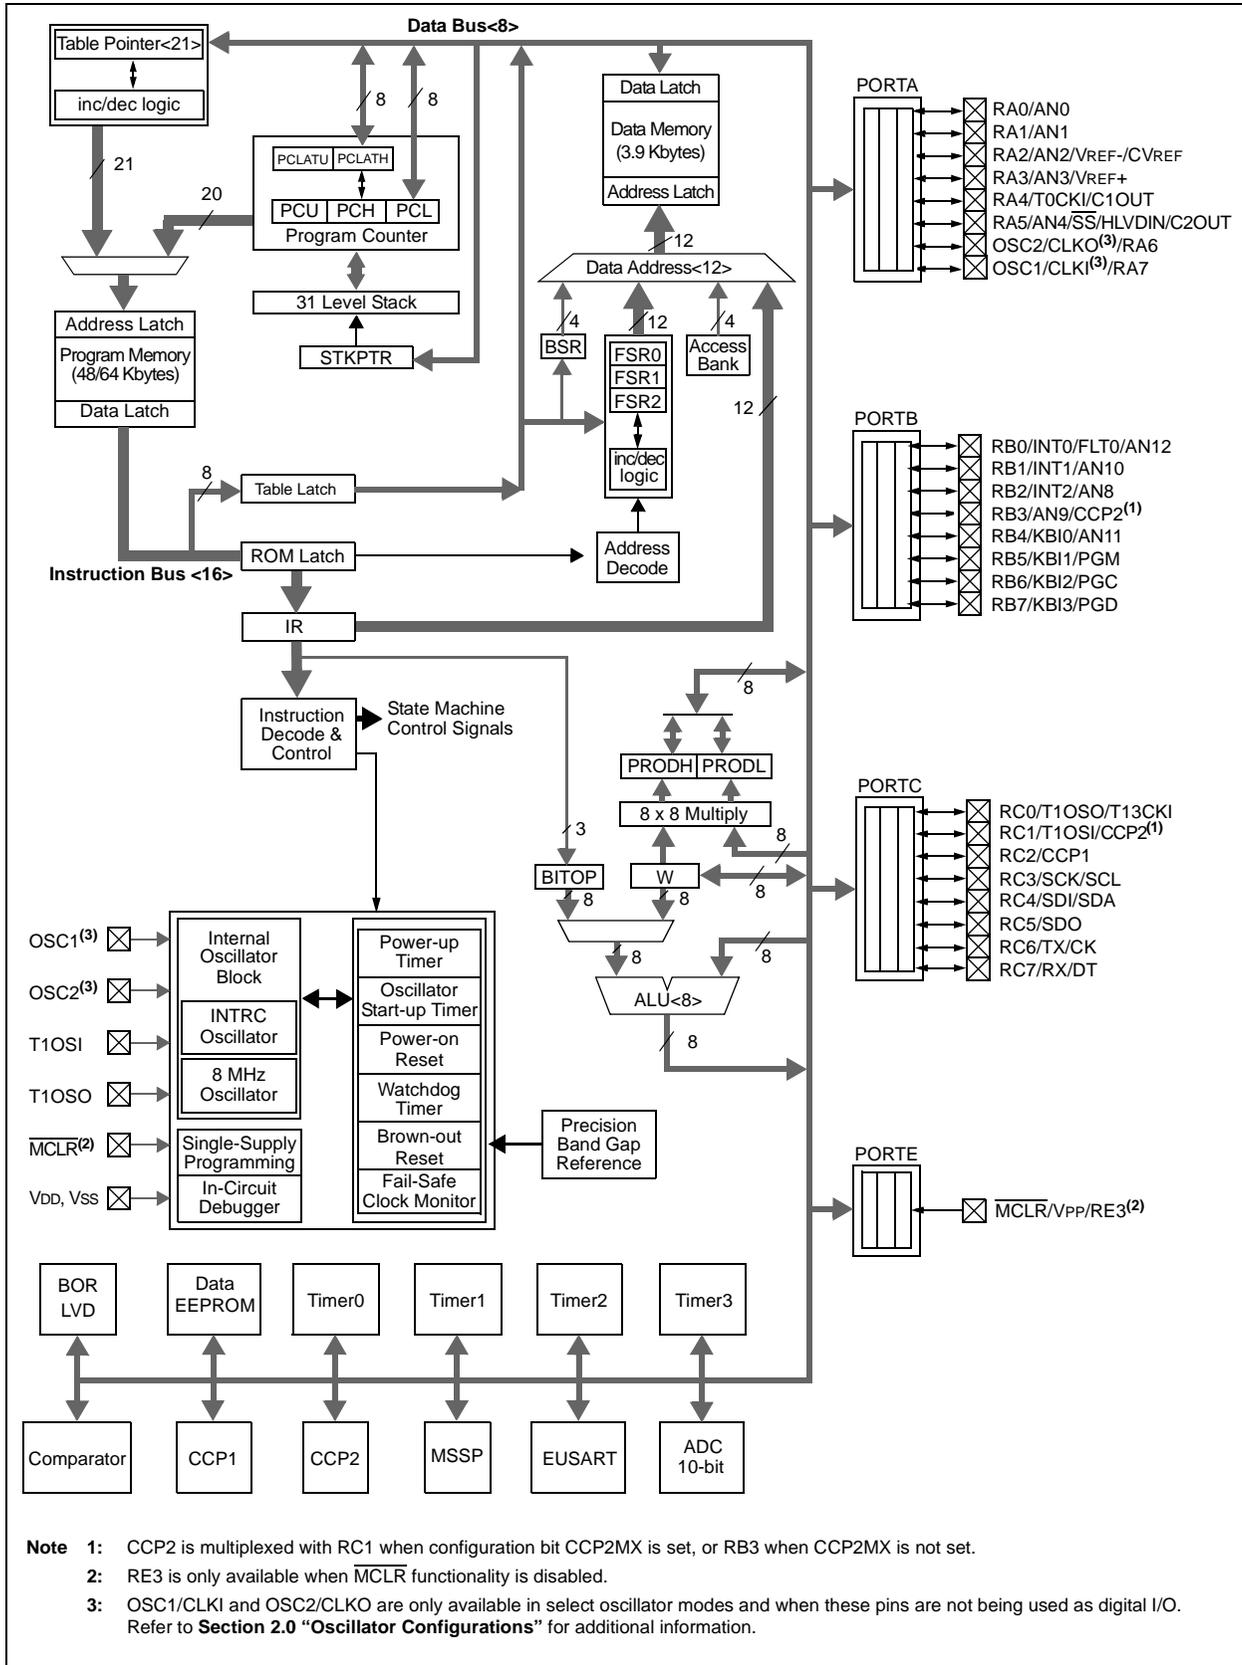 Data Bus<8>
Table Pointer<21>
inc/dec logic
21
20
8
8
PCLATU PCLATH
PCU PCH PCL
Program Counter
31 Level Stack
STKPTR
Data Latch
Data Memory
(3.9 Kbytes)
Address Latch
12
Data Address<12>
4
12
4
BSR
FSR0
FSR1
FSR2
inc/dec
logic
Access
Bank
12
Address
Decode
Address Latch
Program Memory
(48/64 Kbytes)
Data Latch
8
Table Latch
ROM Latch
Instruction Bus <16>
IR
Instruction
Decode &
Control
State Machine
Control Signals
8
PRODH PRODL
8 x 8 Multiply
8
3
BITOP
W
8
8
8
8
8
ALU<8>
8
PORTA
RA0/AN0
RA1/AN1
RA2/AN2/VREF-/CVREF
RA3/AN3/VREF+
RA4/T0CKI/C1OUT
RA5/AN4/SS/HLVDIN/C2OUT
OSC2/CLKO(3)/RA6
OSC1/CLKI(3)/RA7
PORTB
RB0/INT0/FLT0/AN12
RB1/INT1/AN10
RB2/INT2/AN8
RB3/AN9/CCP2(1)
RB4/KBI0/AN11
RB5/KBI1/PGM
RB6/KBI2/PGC
RB7/KBI3/PGD
PORTC
RC0/T1OSO/T13CKI
RC1/T1OSI/CCP2(1)
RC2/CCP1
RC3/SCK/SCL
RC4/SDI/SDA
RC5/SDO
RC6/TX/CK
RC7/RX/DT
PORTE
MCLR/VPP/RE3(2)
OSC1(3)
OSC2(3)
T1OSI
T1OSO
MCLR(2)
VDD, VSS
Internal
Oscillator
Block
INTRC
Oscillator
8 MHz
Oscillator
Single-Supply
Programming
In-Circuit
Debugger
Power-up
Timer
Oscillator
Start-up Timer
Power-on
Reset
Watchdog
Timer
Brown-out
Reset
Fail-Safe
Clock Monitor
Precision
Band Gap
Reference
BOR
LVD
Data
EEPROM
Timer0
Timer1
Timer2
Timer3
Comparator
CCP1
CCP2
MSSP
EUSART
ADC
10-bit
Note 1: CCP2 is multiplexed with RC1 when configuration bit CCP2MX is set, or RB3 when CCP2MX is not set.
2: RE3 is only available when MCLR functionality is disabled.
3: OSC1/CLKI and OSC2/CLKO are only available in select oscillator modes and when these pins are not being used as digital I/O.
Refer to Section 2.0 “Oscillator Configurations” for additional information.